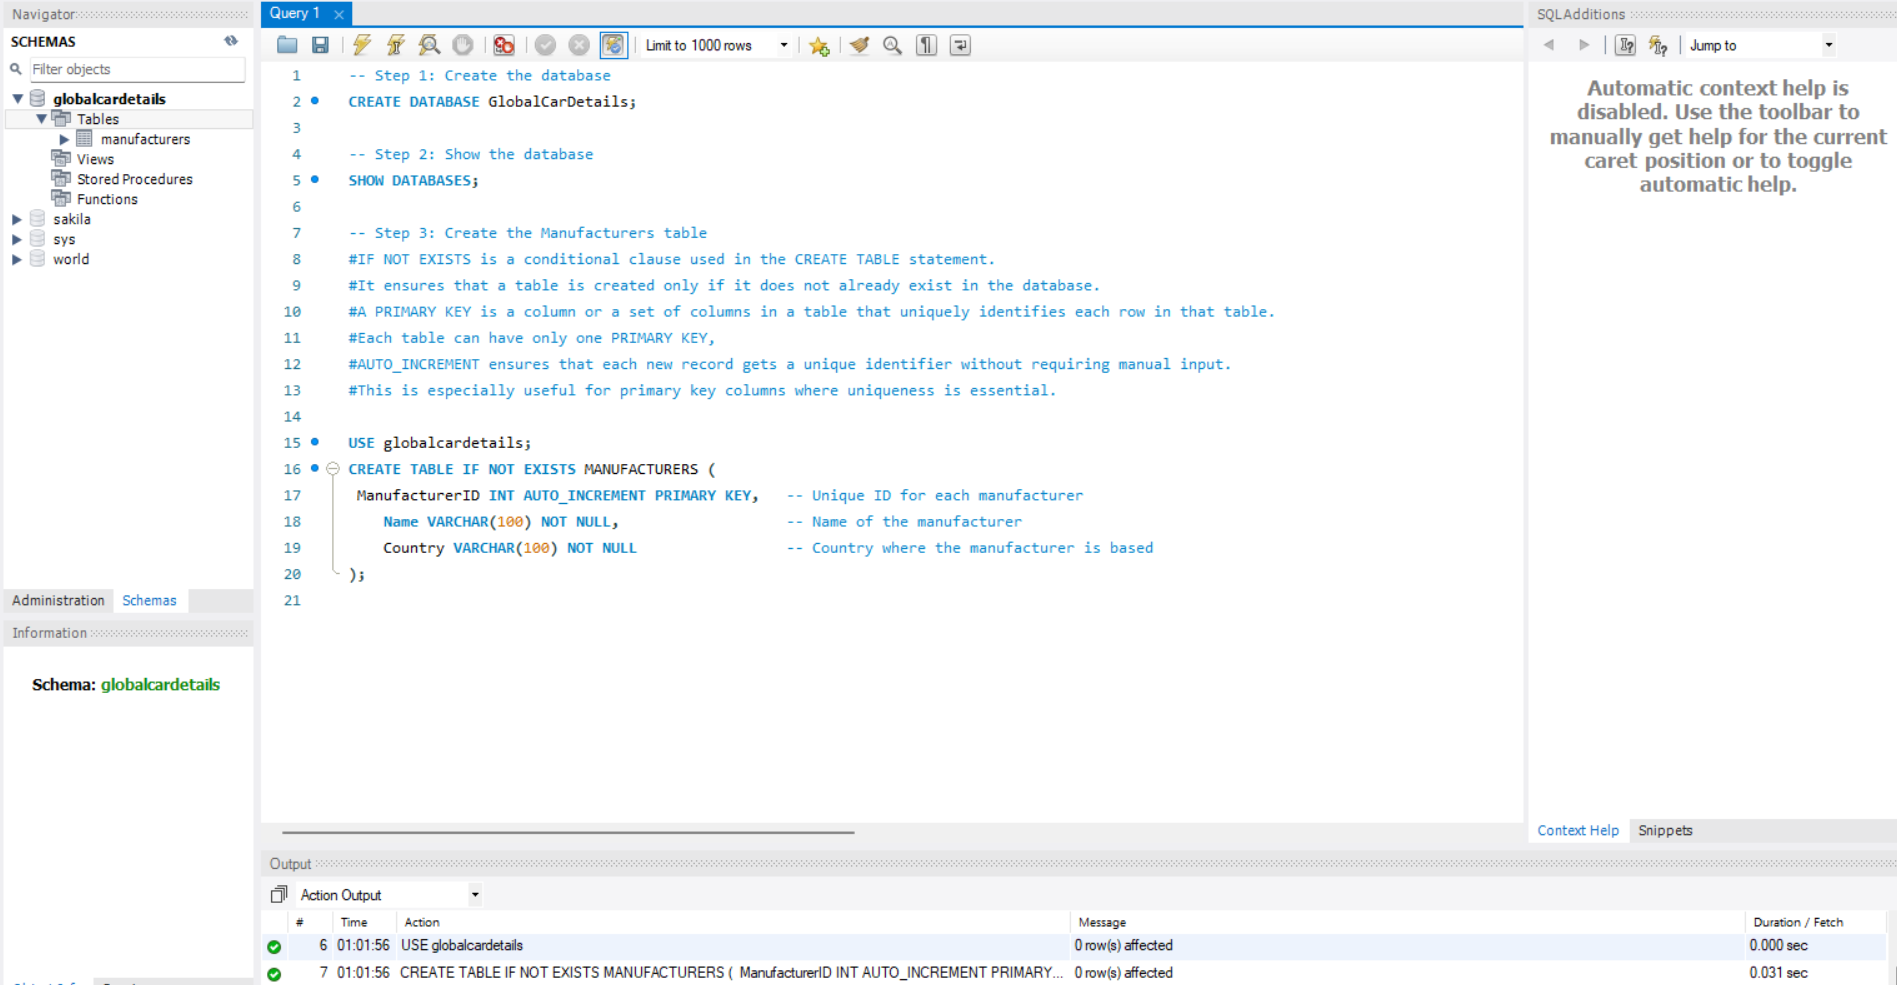 Navigator
SCHEMAS
Filter objects
globalcardetails
Tables
manufacturers
Views
Stored Procedures
Functions
sakila
sys
world
Administration Schemas
Information
Schema: globalcardetails
Query 1
Limit to 1000 rows
1 -- Step 1: Create the database
2 CREATE DATABASE GlobalCarDetails;
3
4 -- Step 2: Show the database
5 SHOW DATABASES;
6
7 -- Step 3: Create the Manufacturers table
8 #IF NOT EXISTS is a conditional clause used in the CREATE TABLE statement.
9 #It ensures that a table is created only if it does not already exist in the database.
10 #A PRIMARY KEY is a column or a set of columns in a table that uniquely identifies each row in that table.
11 #Each table can have only one PRIMARY KEY,
12 #AUTO_INCREMENT ensures that each new record gets a unique identifier without requiring manual input.
13 #This is especially useful for primary key columns where uniqueness is essential.
14
15 USE globalcardetails;
16 CREATE TABLE IF NOT EXISTS MANUFACTURERS (
17 ManufacturerID INT AUTO_INCREMENT PRIMARY KEY, -- Unique ID for each manufacturer
18 Name VARCHAR(100) NOT NULL, -- Name of the manufacturer
19 Country VARCHAR(100) NOT NULL -- Country where the manufacturer is based
20 );
21
SQLAdditions
Jump to
Automatic context help is
disabled. Use the toolbar to
manually get help for the current
caret position or to toggle
automatic help.
Context Help Snippets
Output
Action Output
# Time Action Message Duration / Fetch
6 01:01:56 USE globalcardetails 0 row(s) affected 0.000 sec
7 01:01:56 CREATE TABLE IF NOT EXISTS MANUFACTURERS ( ManufacturerID INT AUTO_INCREMENT PRIMARY... 0 row(s) affected 0.031 sec